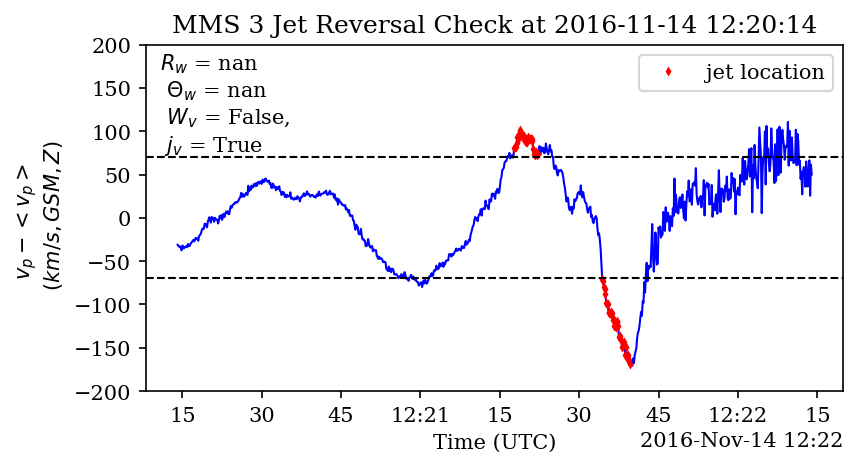 MMS 3 Jet Reversal Check at 2016-11-14 12:20:14
200
150
100
50
0
−50
−100
−150
−200
v_p − <v_p>
(km/s, GSM, Z)
R_w = nan
Θ_w = nan
W_v = False,
j_v = True
jet location
15 30 45 12:21 15 30 45 12:22 15
Time (UTC)
2016-Nov-14 12:22